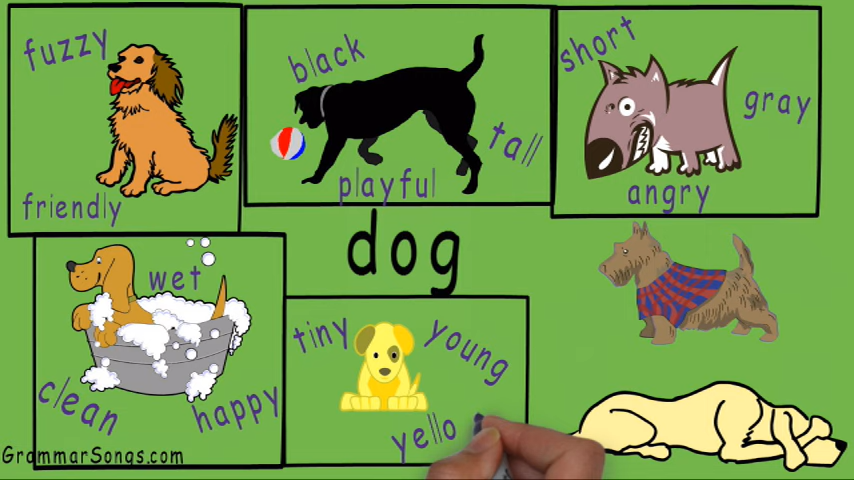 fuzzy
friendly
black
tall
playful
short
gray
angry
dog
wet
clean
happy
tiny
young
yello
GrammarSongs.com